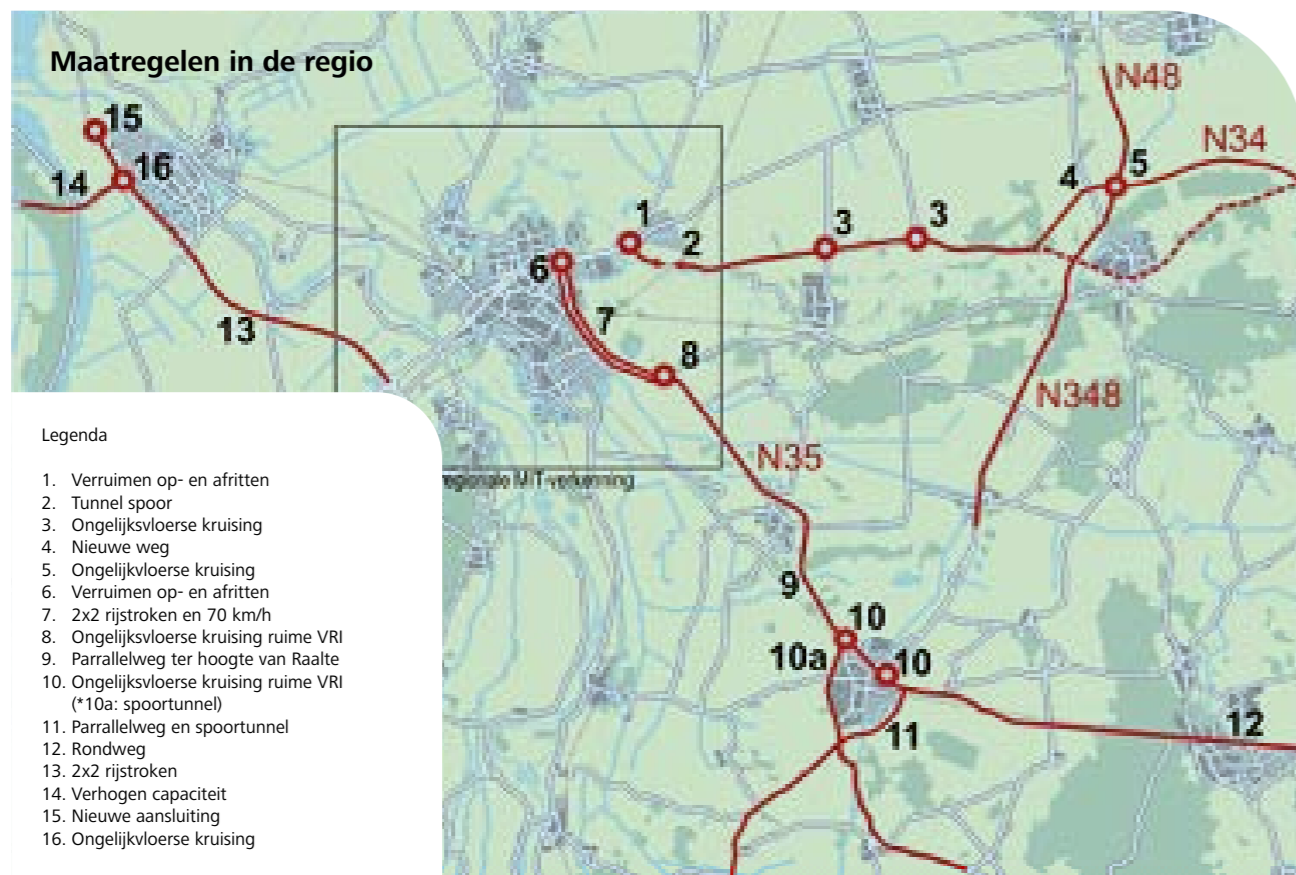 Maatregelen in de regio
N48
15
N34
16
14
4
5
1
3
3
2
6
7
13
8
N348
N35
regionale MIT-verkenning
9
10
10a
10
11
12
Legenda
1. Verruimen op- en afritten
2. Tunnel spoor
3. Ongelijksvloerse kruising
4. Nieuwe weg
5. Ongelijkvloerse kruising
6. Verruimen op- en afritten
7. 2x2 rijstroken en 70 km/h
8. Ongelijksvloerse kruising ruime VRI
9. Parrallelweg ter hoogte van Raalte
10. Ongelijksvloerse kruising ruime VRI
(*10a: spoortunnel)
11. Parrallelweg en spoortunnel
12. Rondweg
13. 2x2 rijstroken
14. Verhogen capaciteit
15. Nieuwe aansluiting
16. Ongelijkvloerse kruising